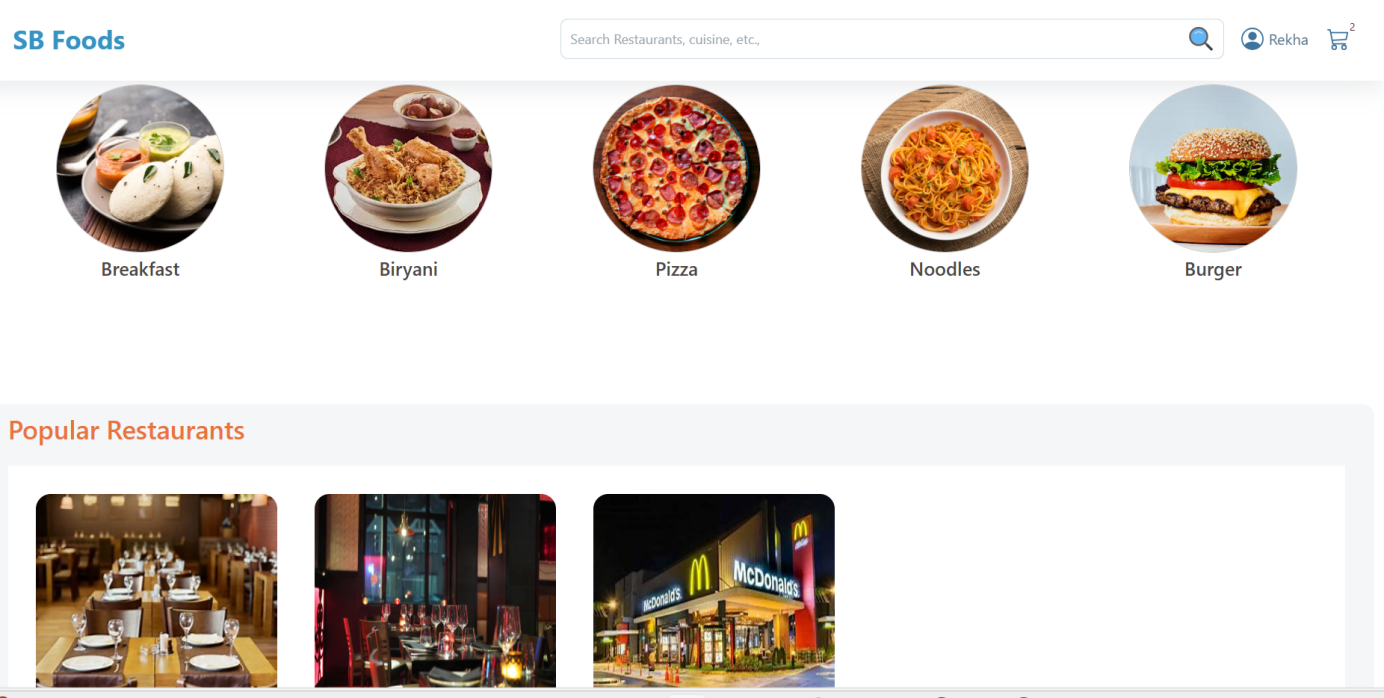 SB Foods
Search Restaurants, cuisine, etc.,
Rekha
2
Breakfast
Biryani
Pizza
Noodles
Burger
Popular Restaurants
McDonald's
McDonald's